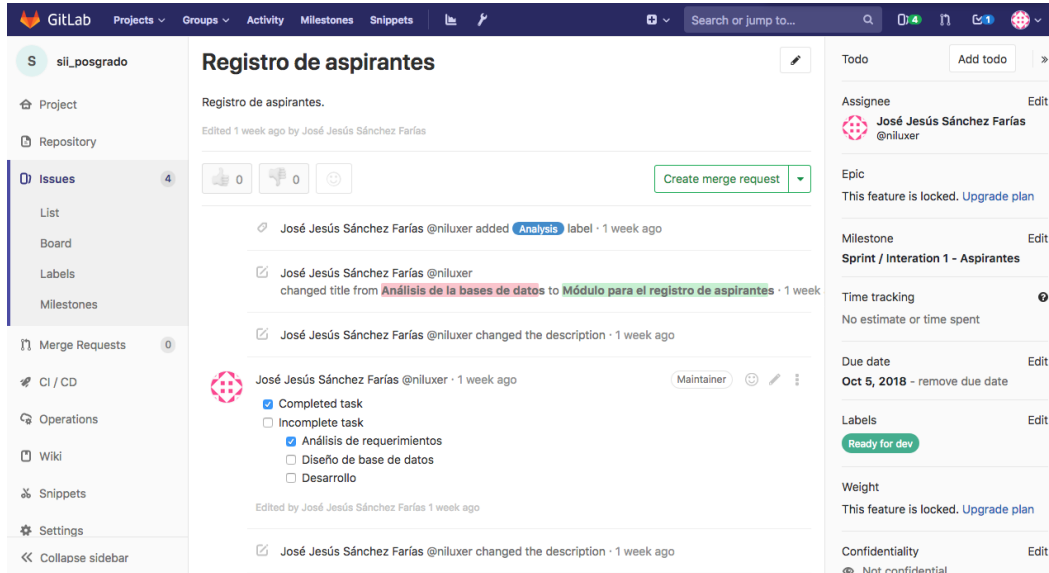 GitLab Projects Groups Activity Milestones Snippets Search or jump to... 4 1
S sii_posgrado
Project
Repository
Issues 4
List
Board
Labels
Milestones
Merge Requests 0
CI / CD
Operations
Wiki
Snippets
Settings
Collapse sidebar
Registro de aspirantes
Registro de aspirantes.
Edited 1 week ago by José Jesús Sánchez Farías
0 0
Create merge request
José Jesús Sánchez Farías @niluxer added Analysis label · 1 week ago
José Jesús Sánchez Farías @niluxer
changed title from Análisis de la bases de datos to Módulo para el registro de aspirantes · 1 week
José Jesús Sánchez Farías @niluxer changed the description · 1 week ago
José Jesús Sánchez Farías @niluxer · 1 week ago Maintainer
Completed task
Incomplete task
Análisis de requerimientos
Diseño de base de datos
Desarrollo
Edited by José Jesús Sánchez Farías 1 week ago
José Jesús Sánchez Farías @niluxer changed the description · 1 week ago
Todo Add todo »
Assignee Edit
José Jesús Sánchez Farías
@niluxer
Epic
This feature is locked. Upgrade plan
Milestone Edit
Sprint / Interation 1 - Aspirantes
Time tracking
No estimate or time spent
Due date Edit
Oct 5, 2018 - remove due date
Labels Edit
Ready for dev
Weight
This feature is locked. Upgrade plan
Confidentiality Edit
Not confidential